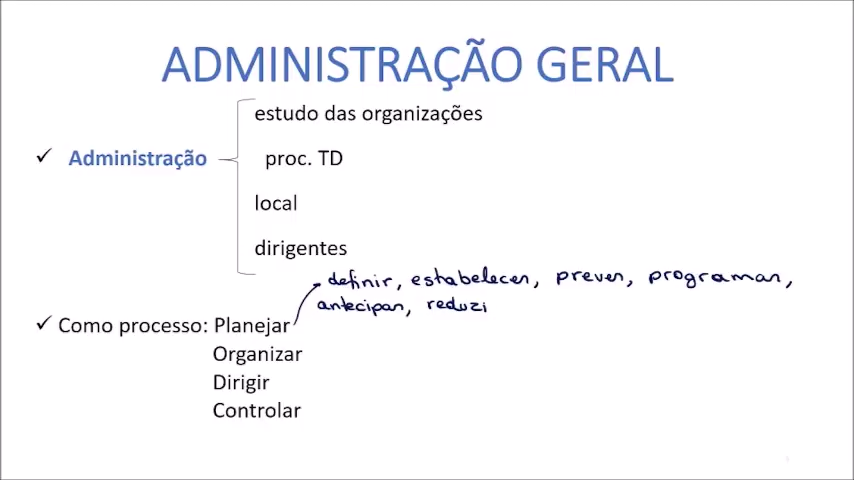 ADMINISTRAÇÃO GERAL
estudo das organizações
✓ Administração
proc. TD
local
dirigentes
definir, estabelecer, prever, programar,
antecipar, reduzi
✓ Como processo: Planejar
Organizar
Dirigir
Controlar